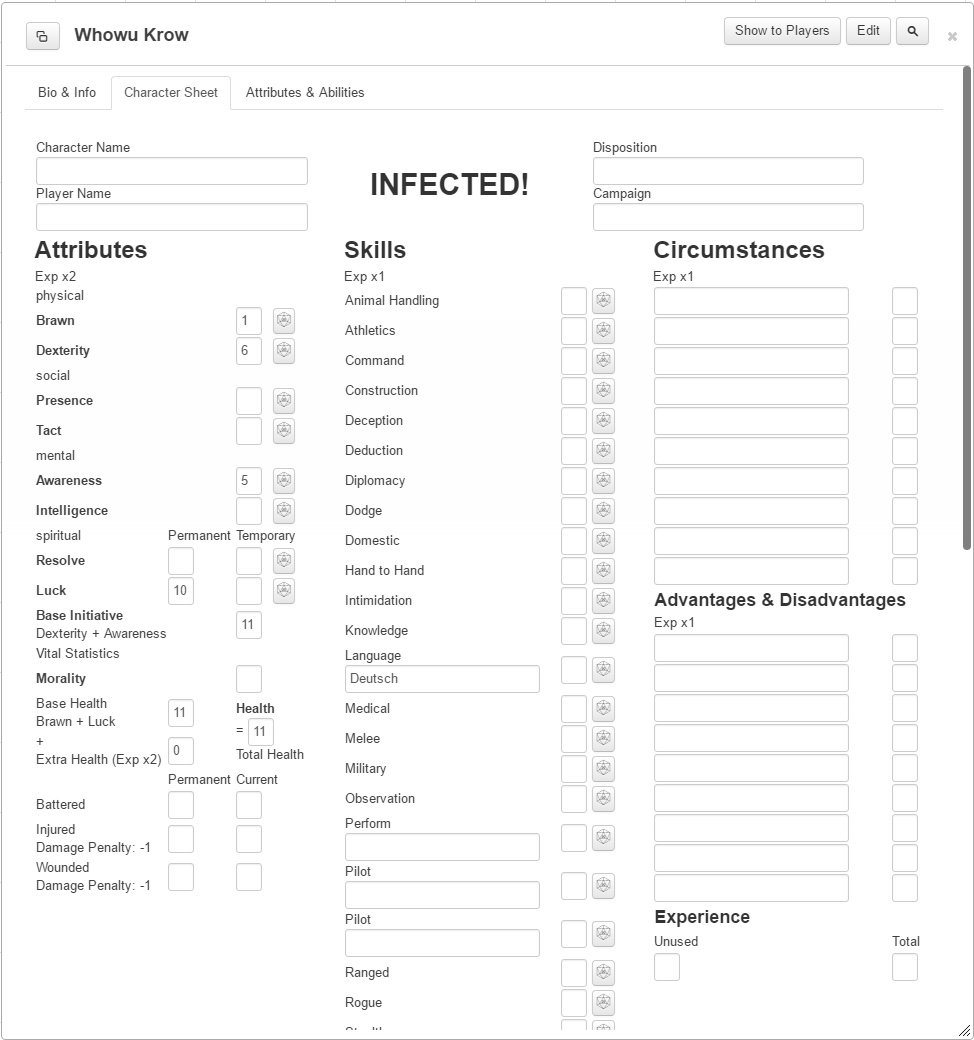 Whowu Krow
Show to Players Edit
Bio & Info Character Sheet Attributes & Abilities
Character Name
Player Name
INFECTED!
Disposition
Campaign
Attributes
Exp x2
physical
Brawn 1
Dexterity 6
social
Presence
Tact
mental
Awareness 5
Intelligence
spiritual Permanent Temporary
Resolve
Luck 10
Base Initiative
Dexterity + Awareness 11
Vital Statistics
Morality
Base Health
Brawn + Luck 11
+
Extra Health (Exp x2) 0
Health
= 11
Total Health
Permanent Current
Battered
Injured
Damage Penalty: -1
Wounded
Damage Penalty: -1
Skills
Exp x1
Animal Handling
Athletics
Command
Construction
Deception
Deduction
Diplomacy
Dodge
Domestic
Hand to Hand
Intimidation
Knowledge
Language
Deutsch
Medical
Melee
Military
Observation
Perform
Pilot
Pilot
Ranged
Rogue
Circumstances
Exp x1
Advantages & Disadvantages
Exp x1
Experience
Unused Total